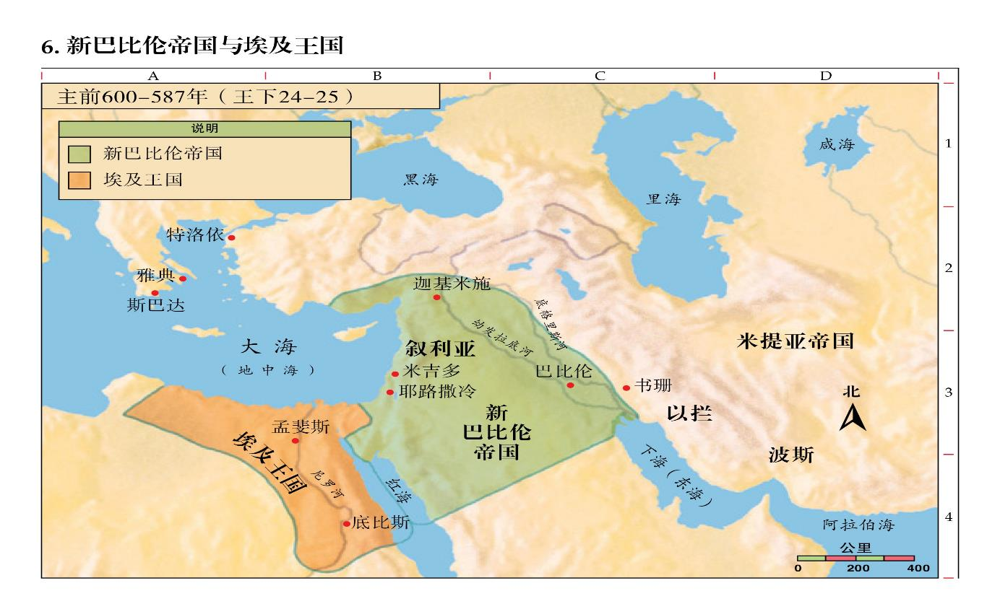 6. 新巴比伦帝国与埃及王国
A B C D
主前600-587年（王下24-25）
说明
新巴比伦帝国
埃及王国
1
咸海
黑海
里海
特洛依
2
雅典
迦基米施
斯巴达
底格里斯河
幼发拉底河
大海
（地中海）
叙利亚
米提亚帝国
米吉多
巴比伦
书珊
耶路撒冷
3
北
以拦
新
巴比伦
帝国
孟斐斯
埃及王国
波斯
下海（东海）
尼罗河
红海
底比斯
4
阿拉伯海
公里
0 200 400